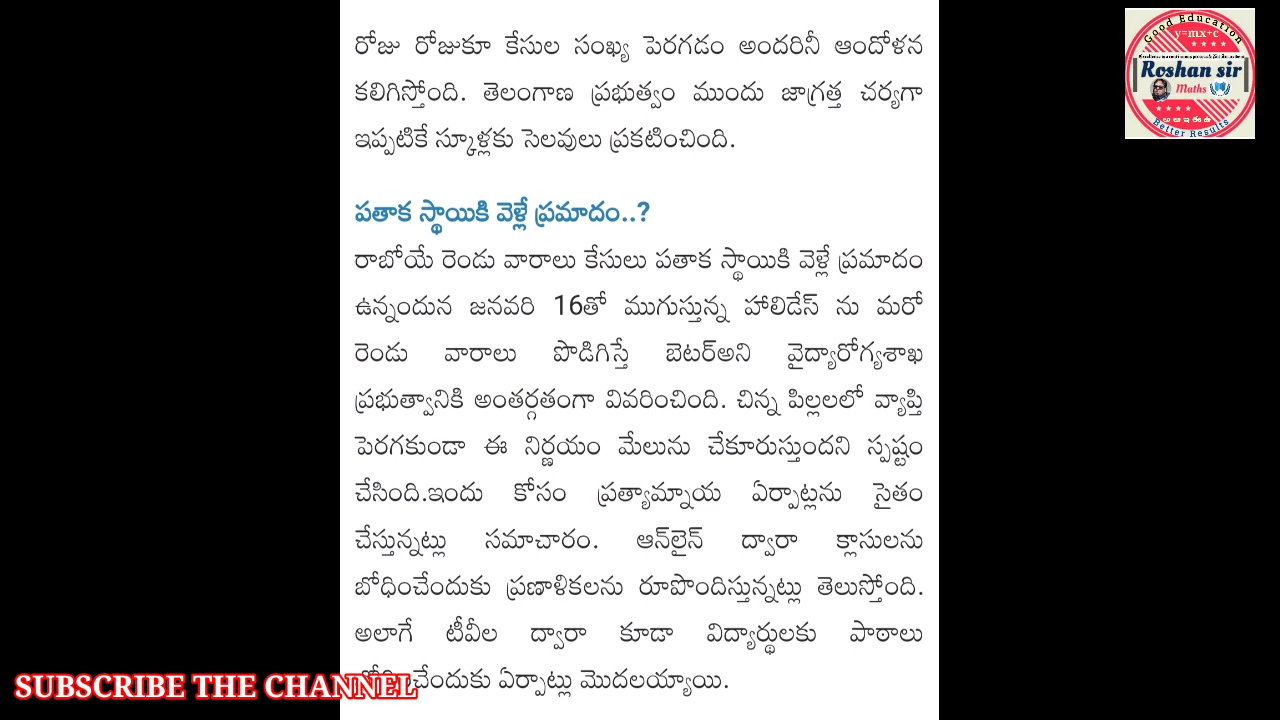 రోజు రోజుకూ కేసుల సంఖ్య పెరగడం అందరినీ ఆందోళన
కలిగిస్తోంది. తెలంగాణ ప్రభుత్వం ముందు జాగ్రత్త చర్యగా
ఇప్పటికే స్కూళ్లకు సెలవులు ప్రకటించింది.
పతాక స్థాయికి వెళ్లే ప్రమాదం..?
రాబోయే రెండు వారాలు కేసులు పతాక స్థాయికి వెళ్లే ప్రమాదం
ఉన్నందున జనవరి 16తో ముగుస్తున్న హాలిడేస్ ను మరో
రెండు వారాలు పొడిగిస్తే బెటర్అని వైద్యారోగ్యశాఖ
ప్రభుత్వానికి అంతర్గతంగా వివరించింది. చిన్న పిల్లలలో వ్యాప్తి
పెరగకుండా ఈ నిర్ణయం మేలును చేకూరుస్తుందని స్పష్టం
చేసింది.ఇందు కోసం ప్రత్యామ్నాయ ఏర్పాట్లను సైతం
చేస్తున్నట్లు సమాచారం. ఆన్‌లైన్ ద్వారా క్లాసులను
బోధించేందుకు ప్రణాళికలను రూపొందిస్తున్నట్లు తెలుస్తోంది.
అలాగే టీవీల ద్వారా కూడా విద్యార్థులకు పాఠాలు
ఏర్పాట్లు మొదలయ్యాయి.
SUBSCRIBE THE CHANNEL
Good Education
y=mx+c
Roshan sir
Maths
Better Results